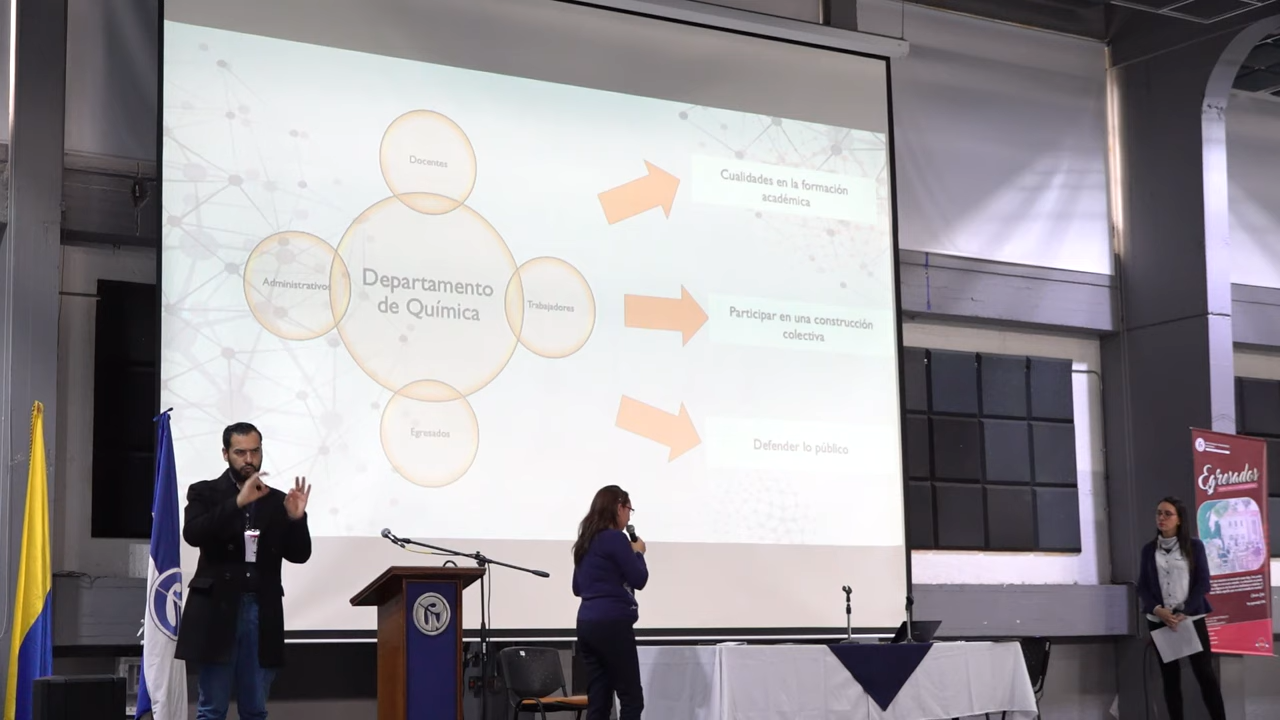 Docentes
Administrativos
Departamento
de Química
Trabajadores
Egresados
Cualidades en la formación
académica
Participar en una construcción
colectiva
Defender lo público
Egresados